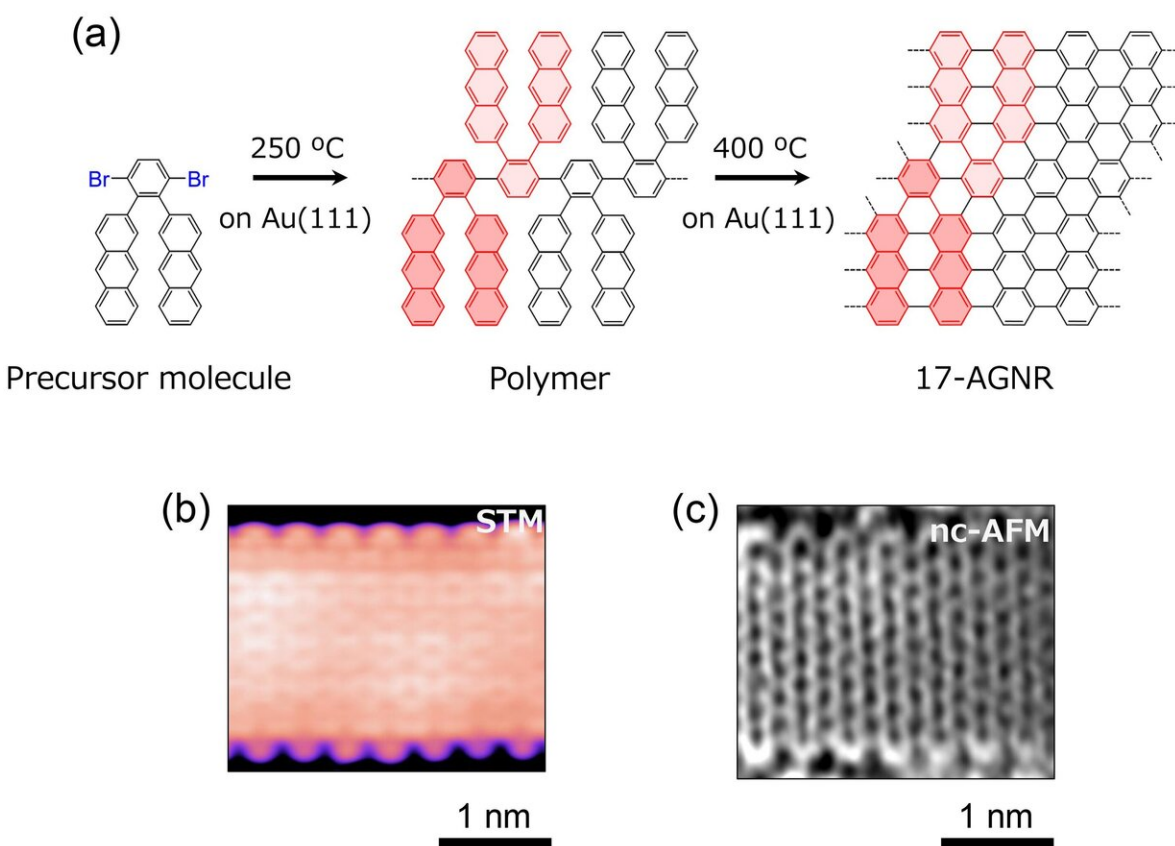 (a)
250 ºC
400 ºC
Br
Br
on Au(111)
on Au(111)
Precursor molecule
Polymer
17-AGNR
(b)
STM
(c)
nc-AFM
1 nm
1 nm